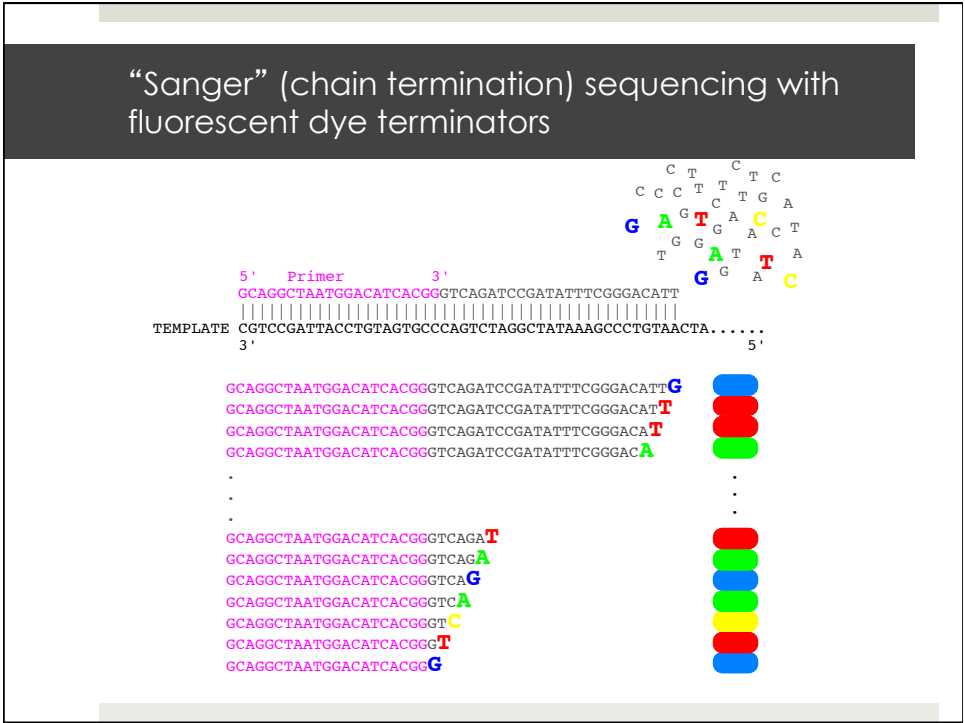 “Sanger” (chain termination) sequencing with
fluorescent dye terminators
C T T C T C
C C C T T T T G A
G A G T C A C T
G A C
T G G A T T A
G G A C
5' Primer 3'
GCAGGCTAATGGACATCACGGGTCAGATCCGATATTTCGGGACATT
||||||||||||||||||||||||||||||||||||||||||||||
TEMPLATE CGTCCGATTACCTGTAGTGCCCAGTCTAGGCTATAAAGCCCTGTAACTA......
3' 5'
GCAGGCTAATGGACATCACGGGTCAGATCCGATATTTCGGGACATTG
GCAGGCTAATGGACATCACGGGTCAGATCCGATATTTCGGGACATT
GCAGGCTAATGGACATCACGGGTCAGATCCGATATTTCGGGACAT
GCAGGCTAATGGACATCACGGGTCAGATCCGATATTTCGGGACA
. .
. .
. .
GCAGGCTAATGGACATCACGGGTCAGAT
GCAGGCTAATGGACATCACGGGTCAGA
GCAGGCTAATGGACATCACGGGTCAG
GCAGGCTAATGGACATCACGGGTCA
GCAGGCTAATGGACATCACGGGTC
GCAGGCTAATGGACATCACGGGT
GCAGGCTAATGGACATCACGGG